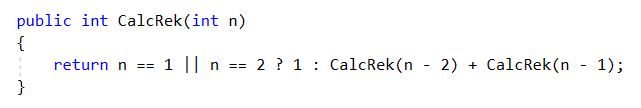 public int CalcRek(int n)
{
    return n == 1 || n == 2 ? 1 : CalcRek(n - 2) + CalcRek(n - 1);
}